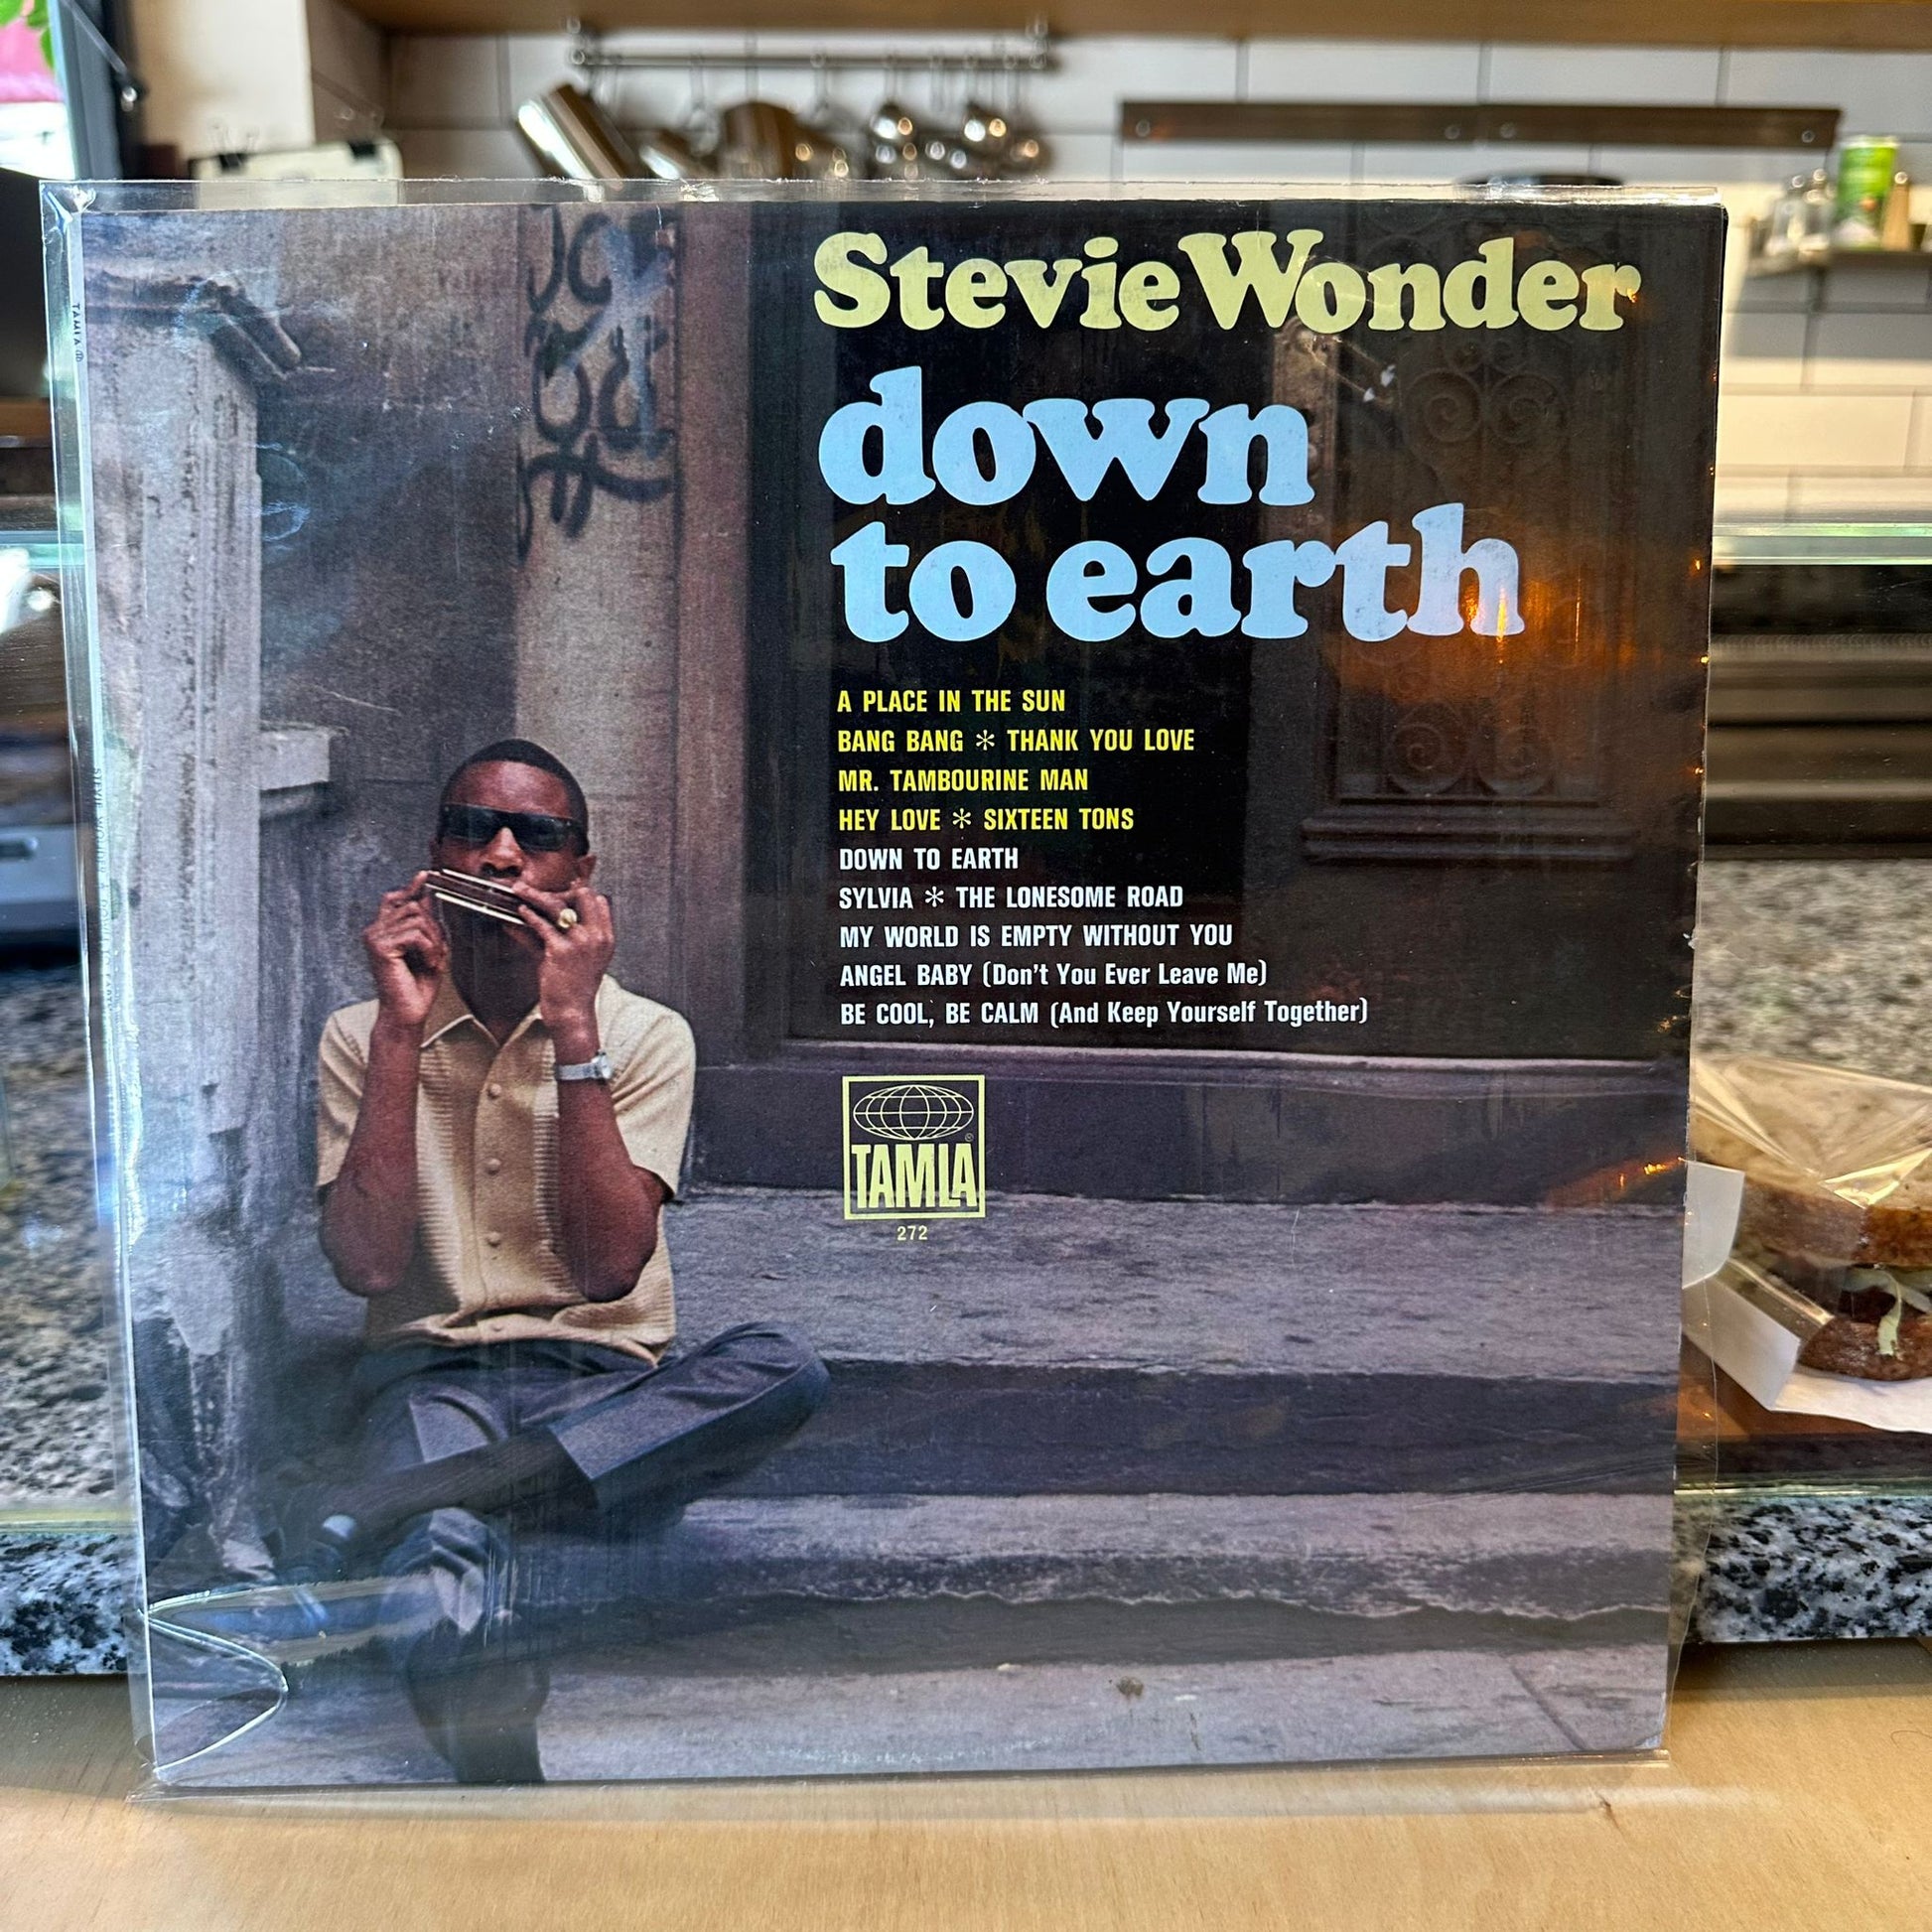 Stevie Wonder
down
to earth
A PLACE IN THE SUN
BANG BANG * THANK YOU LOVE
MR. TAMBOURINE MAN
HEY LOVE * SIXTEEN TONS
DOWN TO EARTH
SYLVIA * THE LONESOME ROAD
MY WORLD IS EMPTY WITHOUT YOU
ANGEL BABY (Don't You Ever Leave Me)
BE COOL, BE CALM (And Keep Yourself Together)
TAMLA
®
272
TAMLA